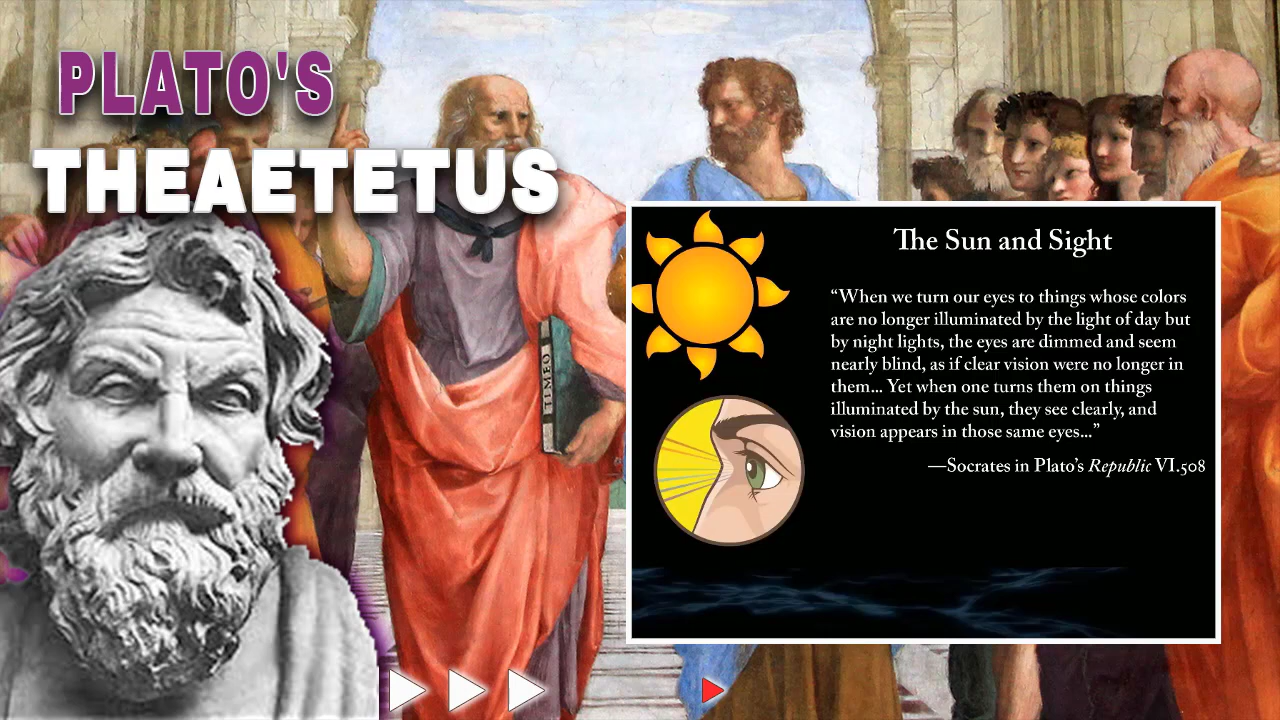 PLATO'S
THEAETETUS
TIMEO
The Sun and Sight
“When we turn our eyes to things whose colors
are no longer illuminated by the light of day but
by night lights, the eyes are dimmed and seem
nearly blind, as if clear vision were no longer in
them... Yet when one turns them on things
illuminated by the sun, they see clearly, and
vision appears in those same eyes...”
—Socrates in Plato’s Republic VI.508